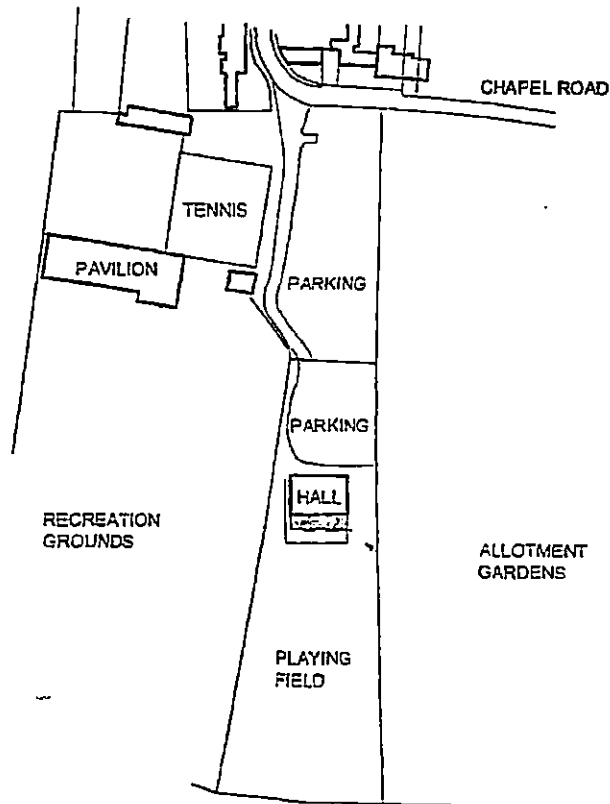 CHAPEL ROAD
TENNIS
PAVILION
PARKING
PARKING
HALL
RECREATION
GROUNDS
ALLOTMENT
GARDENS
PLAYING
FIELD